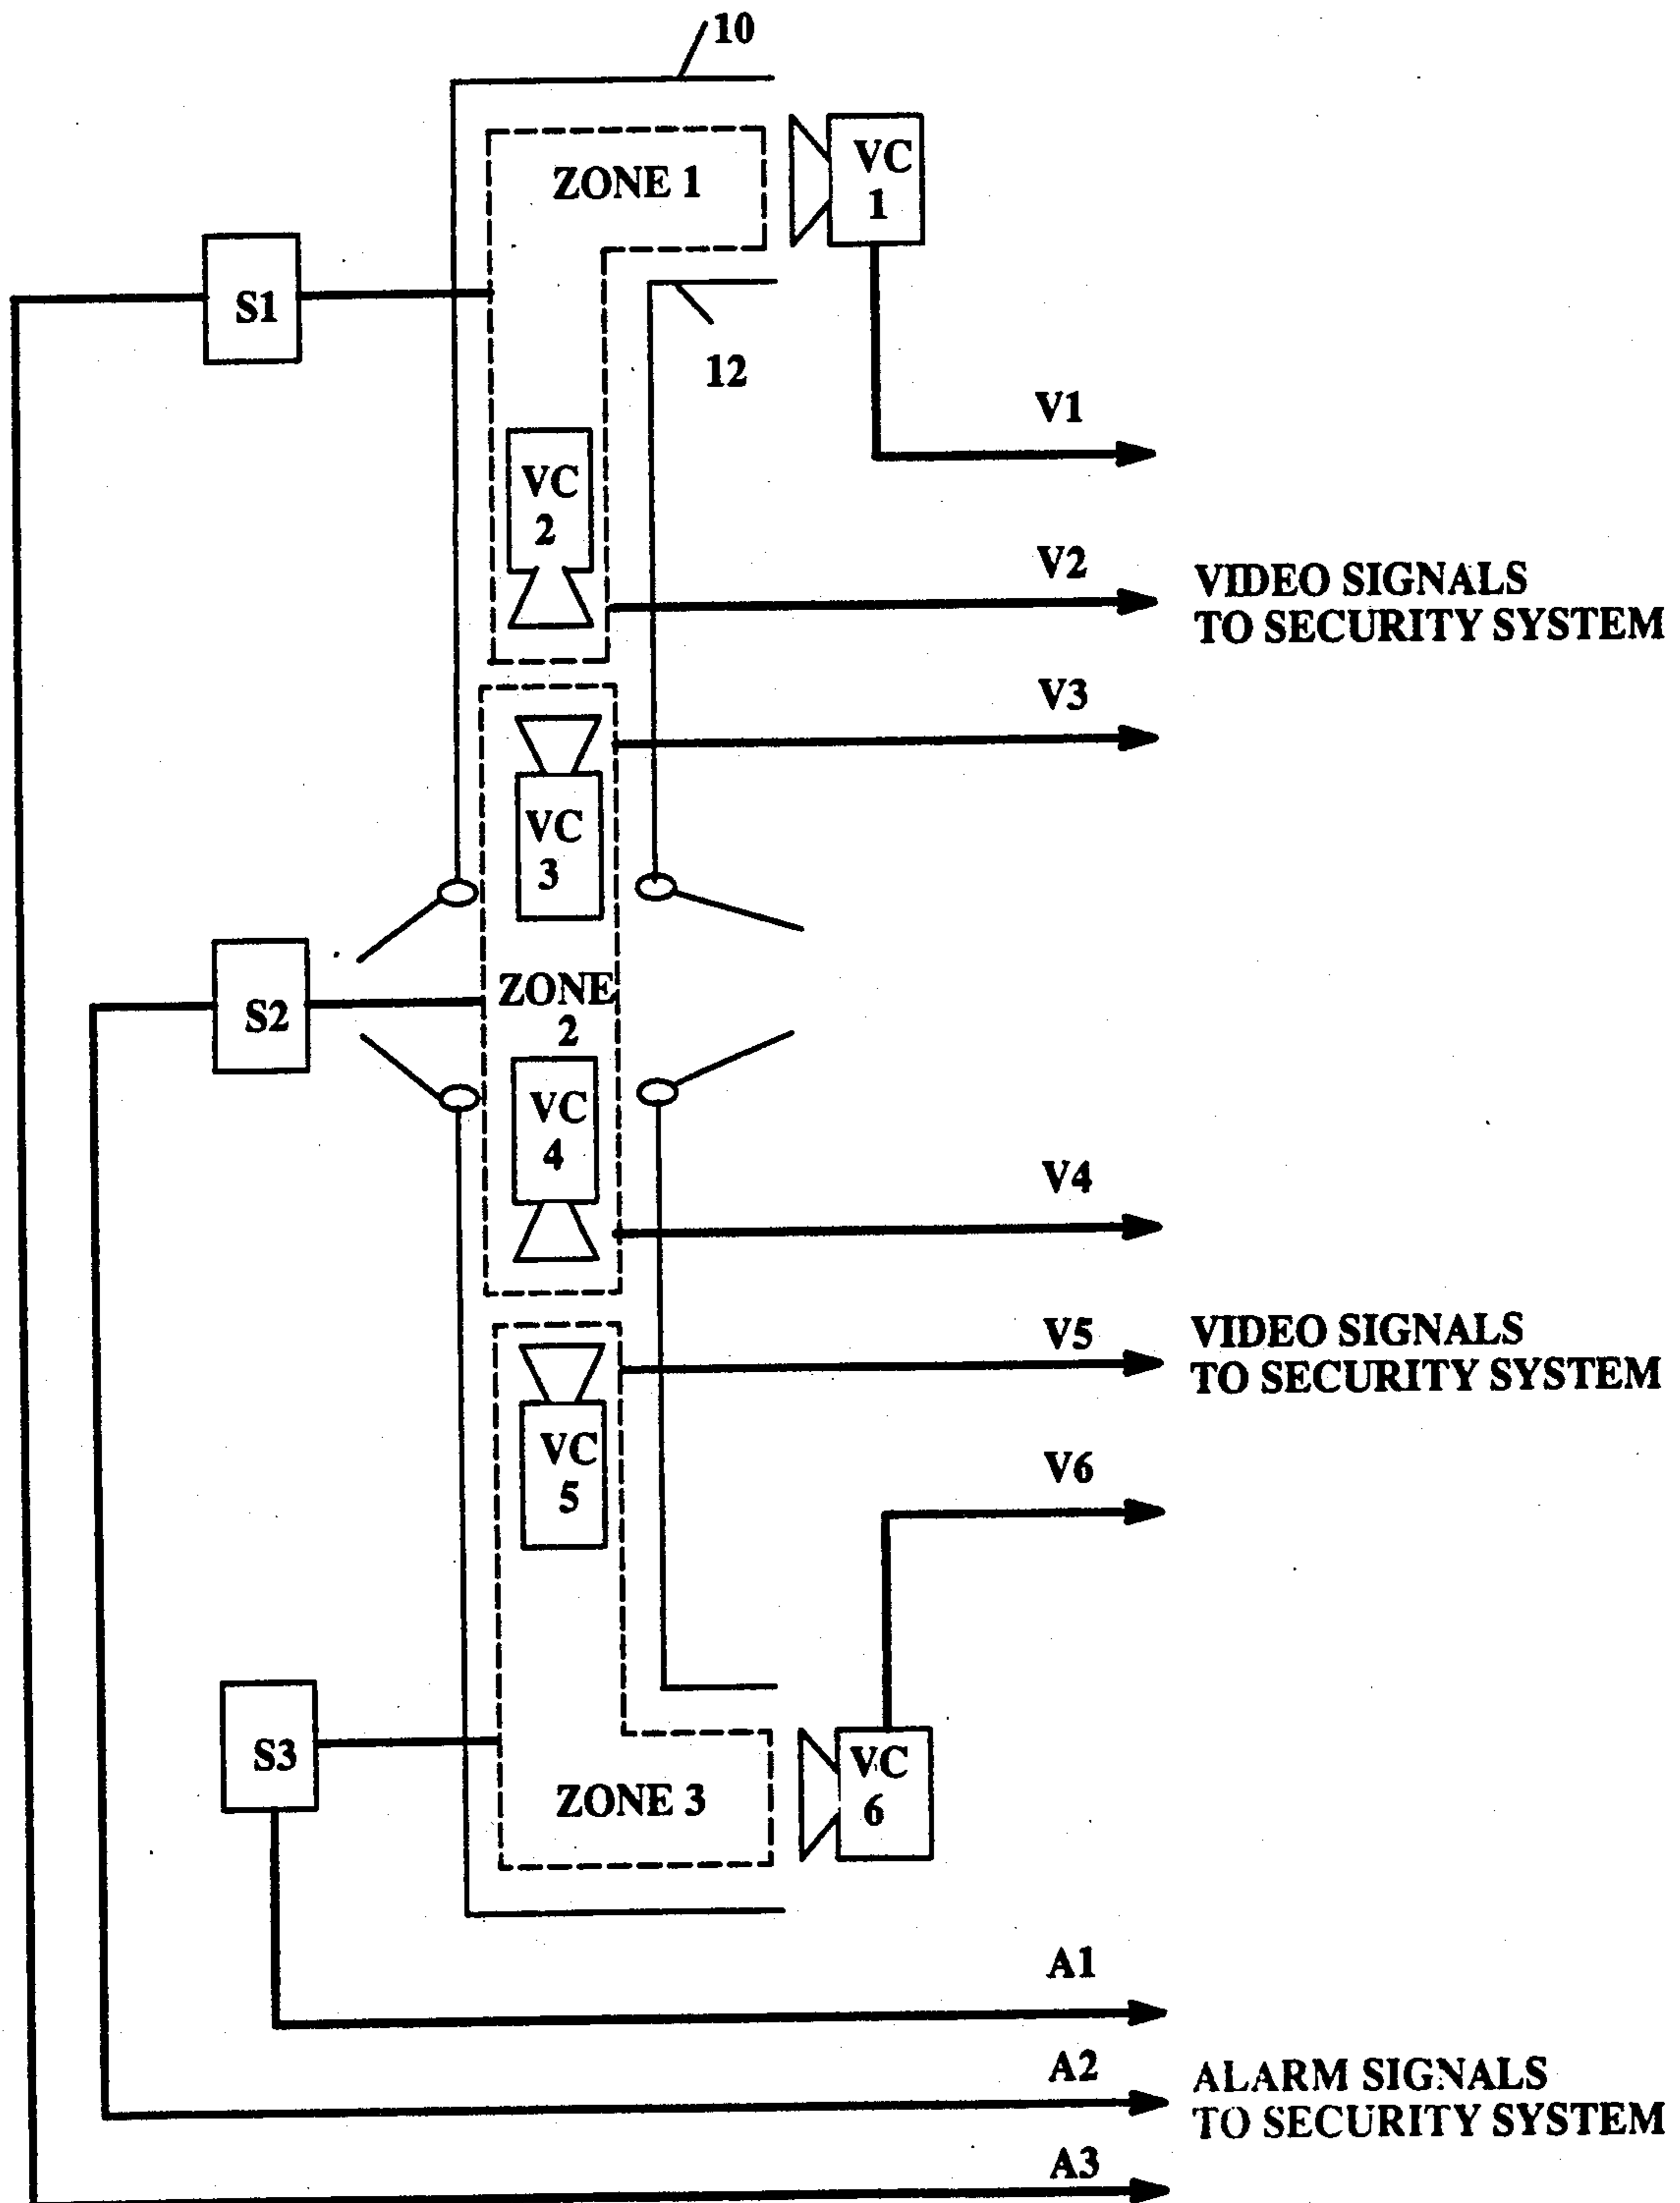 10
VC
1
ZONE 1
S1
12
V1
VC
2
V2
VIDEO SIGNALS
TO SECURITY SYSTEM
V3
VC
3
ZONE
2
S2
VC
4
V4
V5
VIDEO SIGNALS
TO SECURITY SYSTEM
VC
5
V6
S3
VC
6
ZONE 3
A1
A2
ALARM SIGNALS
TO SECURITY SYSTEM
A3